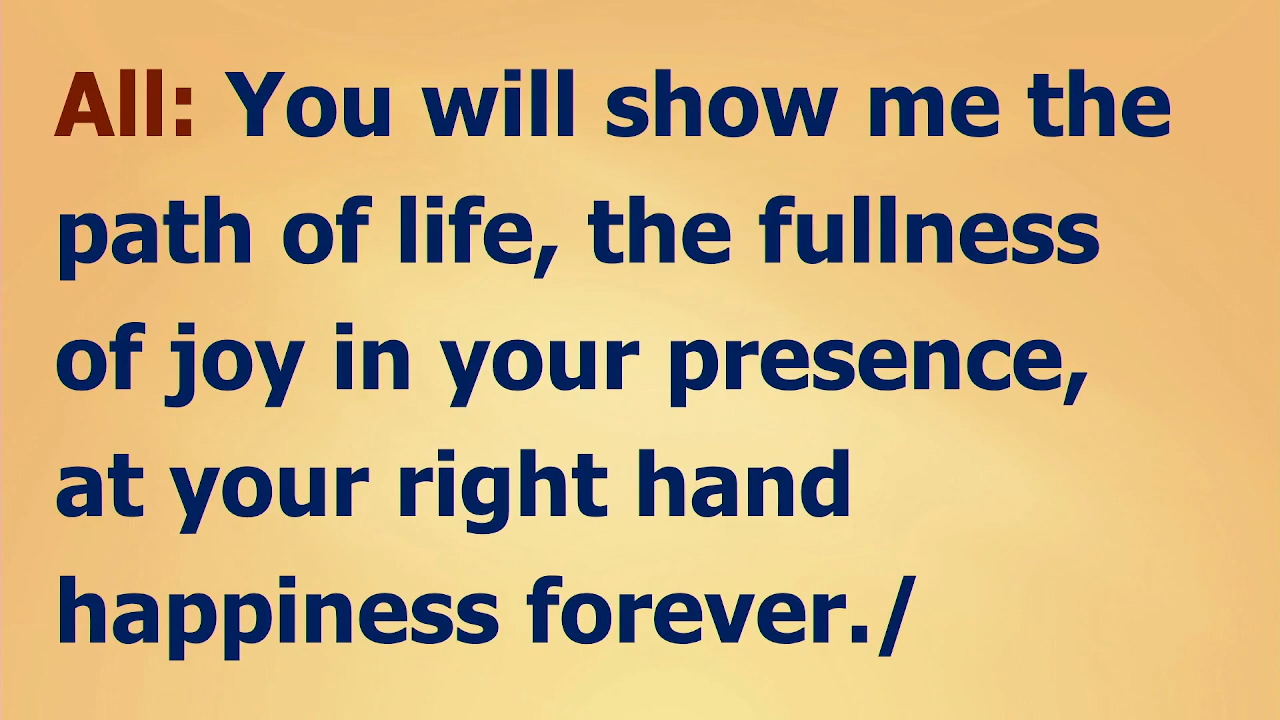 All: You will show me the
path of life, the fullness
of joy in your presence,
at your right hand
happiness forever./